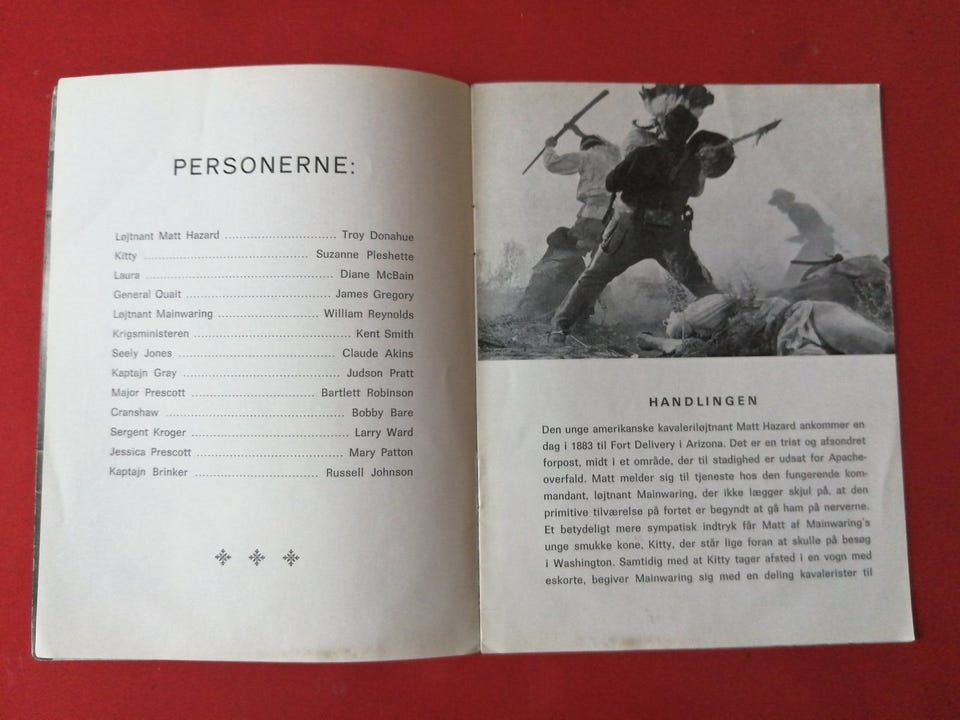 PERSONERNE:
Løjtnant Matt Hazard ............................. Troy Donahue
Kitty ........................................... Suzanne Pleshette
Laura ................................................. Diane McBain
General Quait ..................................... James Gregory
Løjtnant Mainwaring .......................... William Reynolds
Krigsministeren .......................................... Kent Smith
Seely Jones .......................................... Claude Akins
Kaptajn Gray ......................................... Judson Pratt
Major Prescott ................................ Bartlett Robinson
Cranshaw .............................................. Bobby Bare
Sergent Kroger ........................................ Larry Ward
Jessica Prescott ..................................... Mary Patton
Kaptajn Brinker ................................ Russell Johnson
HANDLINGEN
Den unge amerikanske kavaleriløjtnant Matt Hazard ankommer en
dag i 1883 til Fort Delivery i Arizona. Det er en trist og afsondret
forpost, midt i et område, der til stadighed er udsat for Apache-
overfald. Matt melder sig til tjeneste hos den fungerende kom-
mandant, løjtnant Mainwaring, der ikke lægger skjul på, at den
primitive tilværelse på fortet er begyndt at gå ham på nerverne.
Et betydeligt mere sympatisk indtryk får Matt af Mainwaring's
unge smukke kone, Kitty, der står lige foran at skulle på besøg
i Washington. Samtidig med at Kitty tager afsted i en vogn med
eskorte, begiver Mainwaring sig med en deling kavalerister til